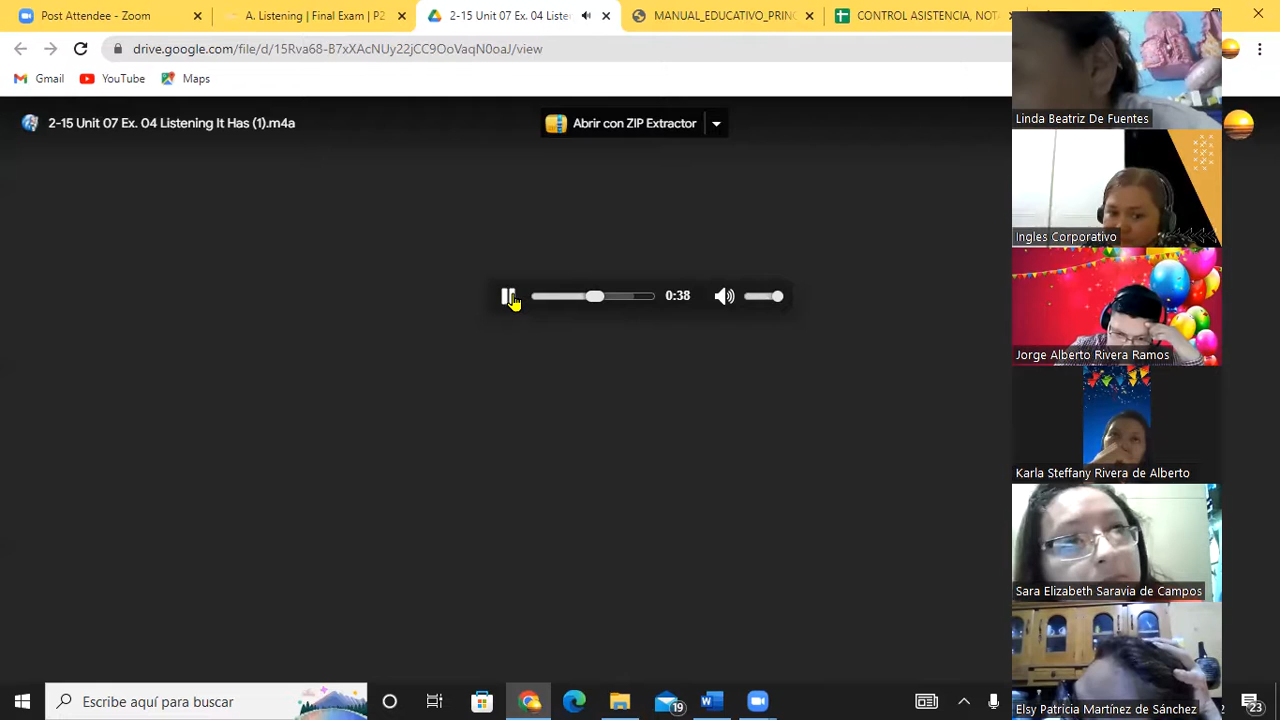 Post Attendee - Zoom
A. Listening | Final Exam | P2
2-15 Unit 07 Ex. 04 Liste
MANUAL_EDUCATIVO_PRINC
CONTROL ASISTENCIA, NOT
drive.google.com/file/d/15Rva68-B7xXAcNUy22jCC9OoVaqN0oaJ/view
Gmail
YouTube
Maps
2-15 Unit 07 Ex. 04 Listening It Has (1).m4a
Abrir con ZIP Extractor
0:38
Linda Beatriz De Fuentes
Ingles Corporativo
Jorge Alberto Rivera Ramos
Karla Steffany Rivera de Alberto
Sara Elizabeth Saravia de Campos
Elsy Patricia Martínez de Sánchez
Escribe aquí para buscar
19
2
23